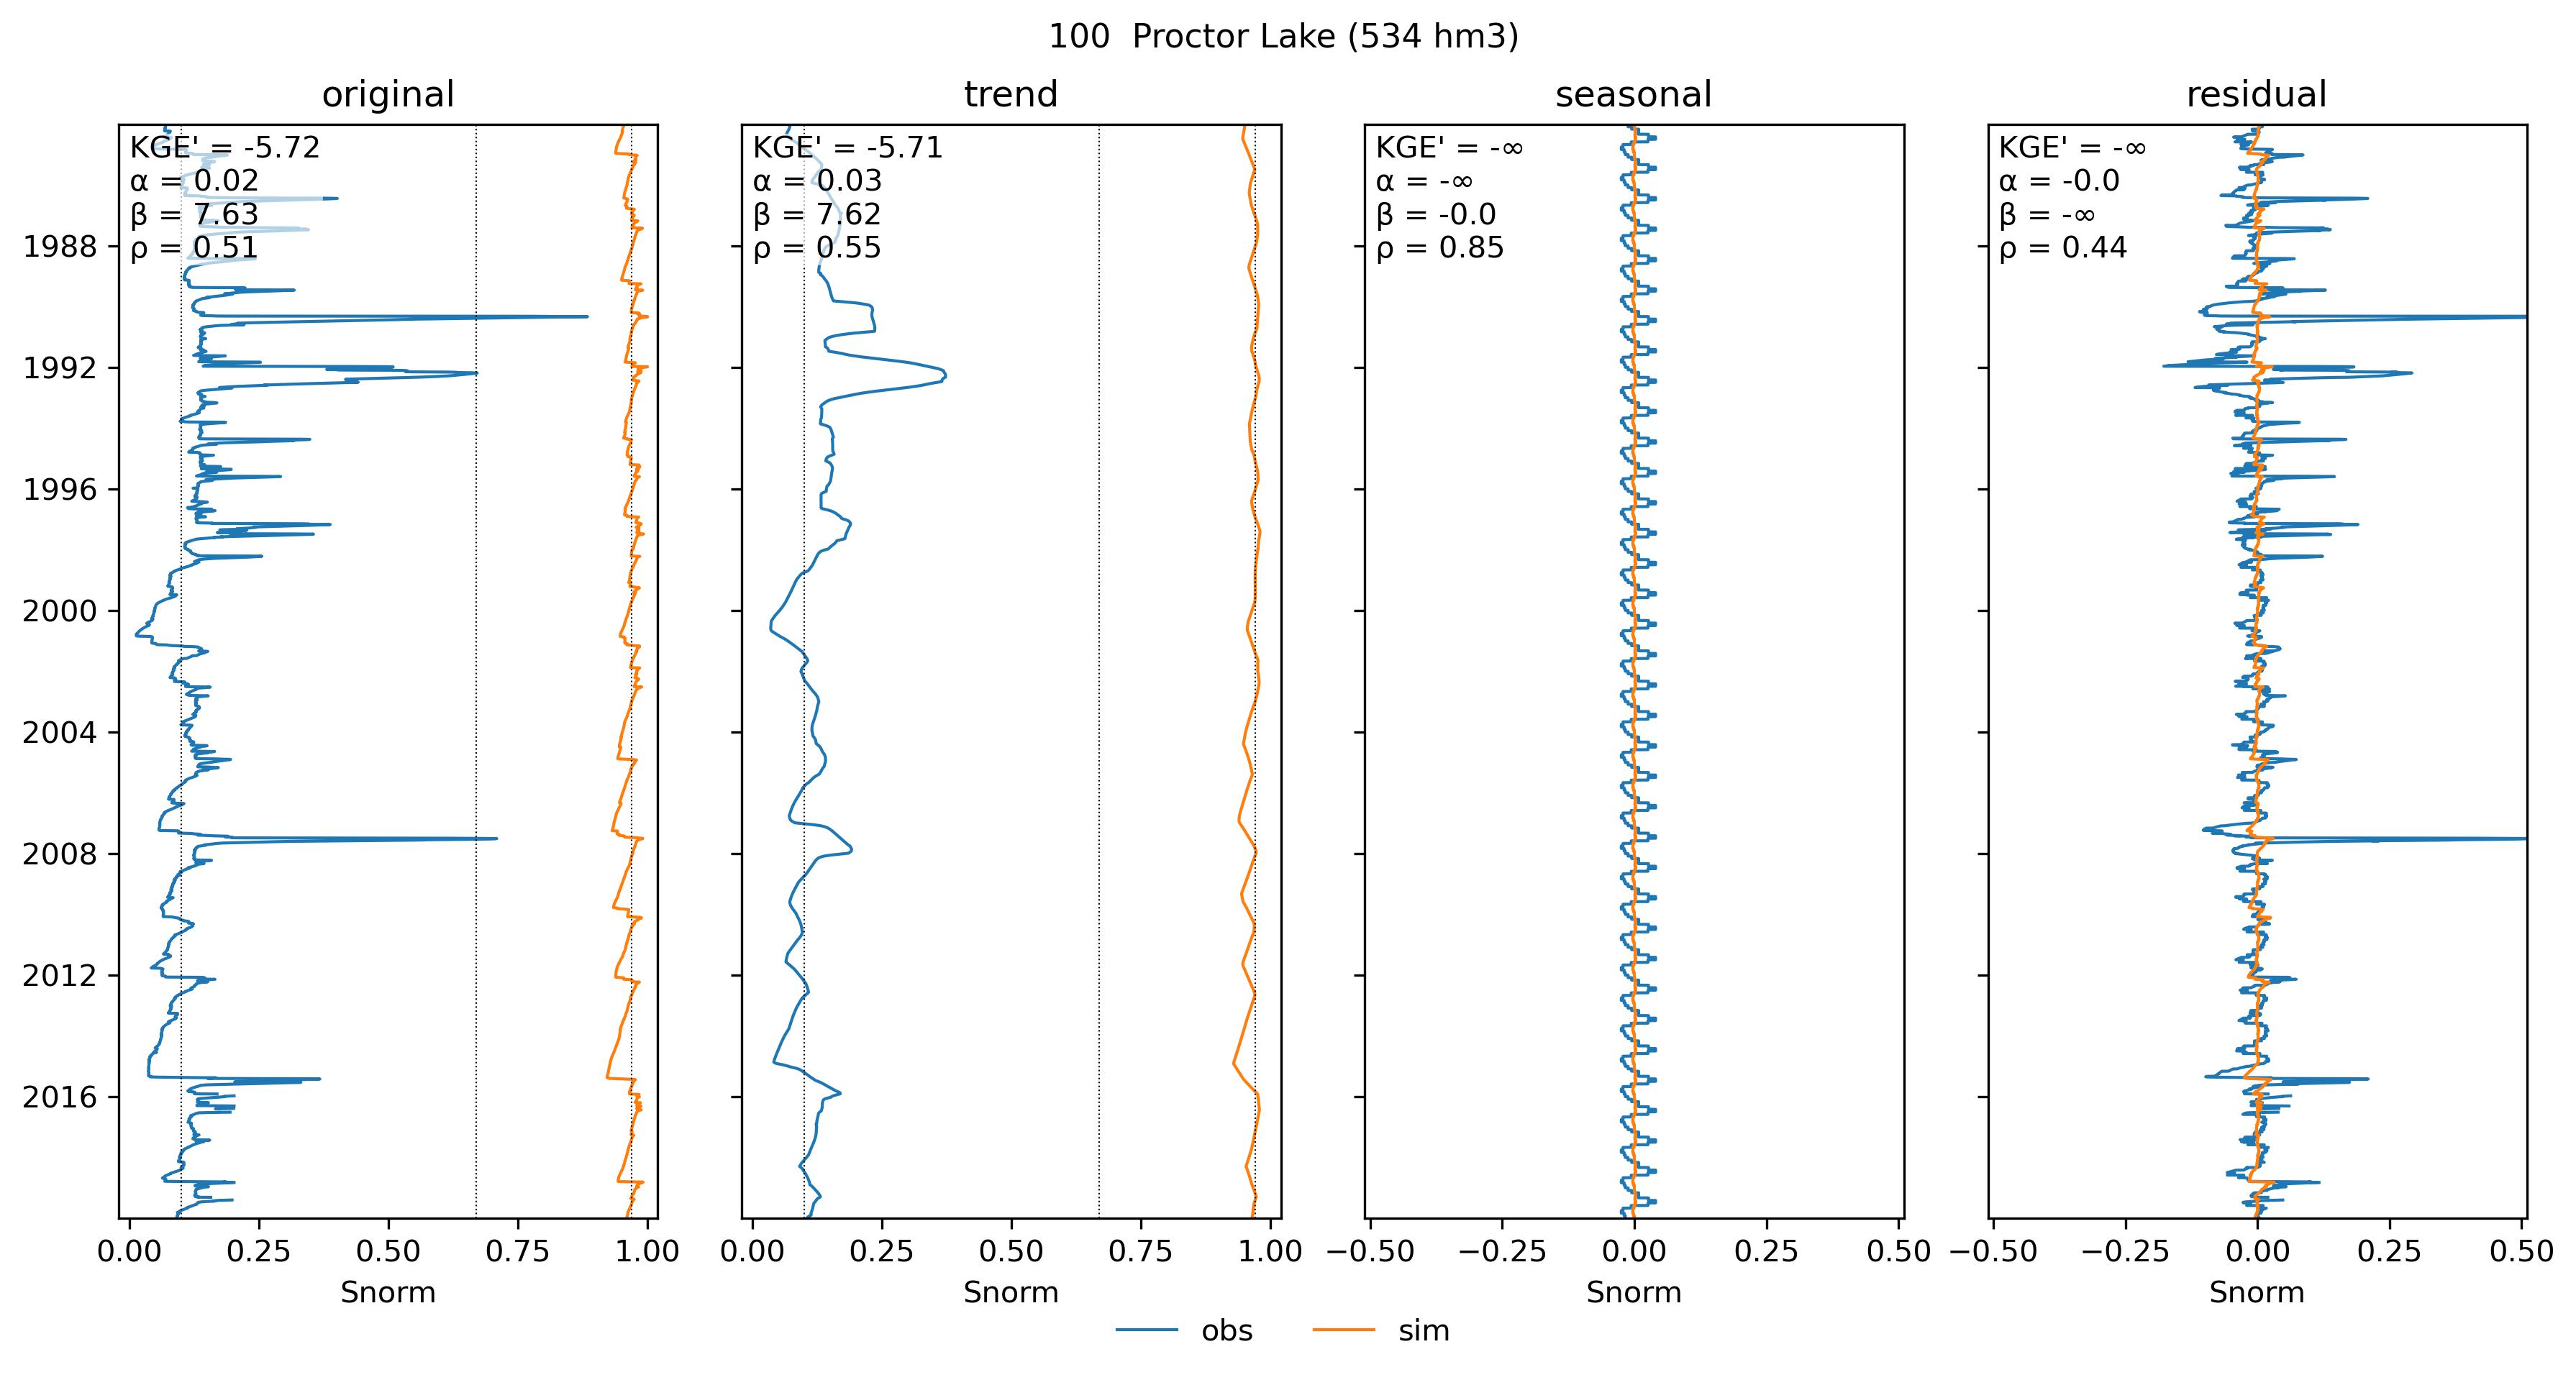 100  Proctor Lake (534 hm3)
original
trend
seasonal
residual
KGE' = -5.72
α = 0.02
β = 7.63
ρ = 0.51
KGE' = -5.71
α = 0.03
β = 7.62
ρ = 0.55
KGE' = -∞
α = -∞
β = -0.0
ρ = 0.85
KGE' = -∞
α = -0.0
β = -∞
ρ = 0.44
1988
1992
1996
2000
2004
2008
2012
2016
0.00 0.25 0.50 0.75 1.00
0.00 0.25 0.50 0.75 1.00
−0.50 −0.25 0.00 0.25 0.50
−0.50 −0.25 0.00 0.25 0.50
Snorm
Snorm
Snorm
Snorm
obs
sim